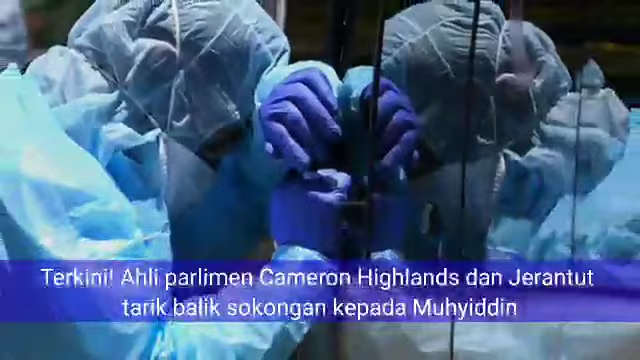 Terkini! Ahli parlimen Cameron Highlands dan Jerantut
tarik balik sokongan kepada Muhyiddin